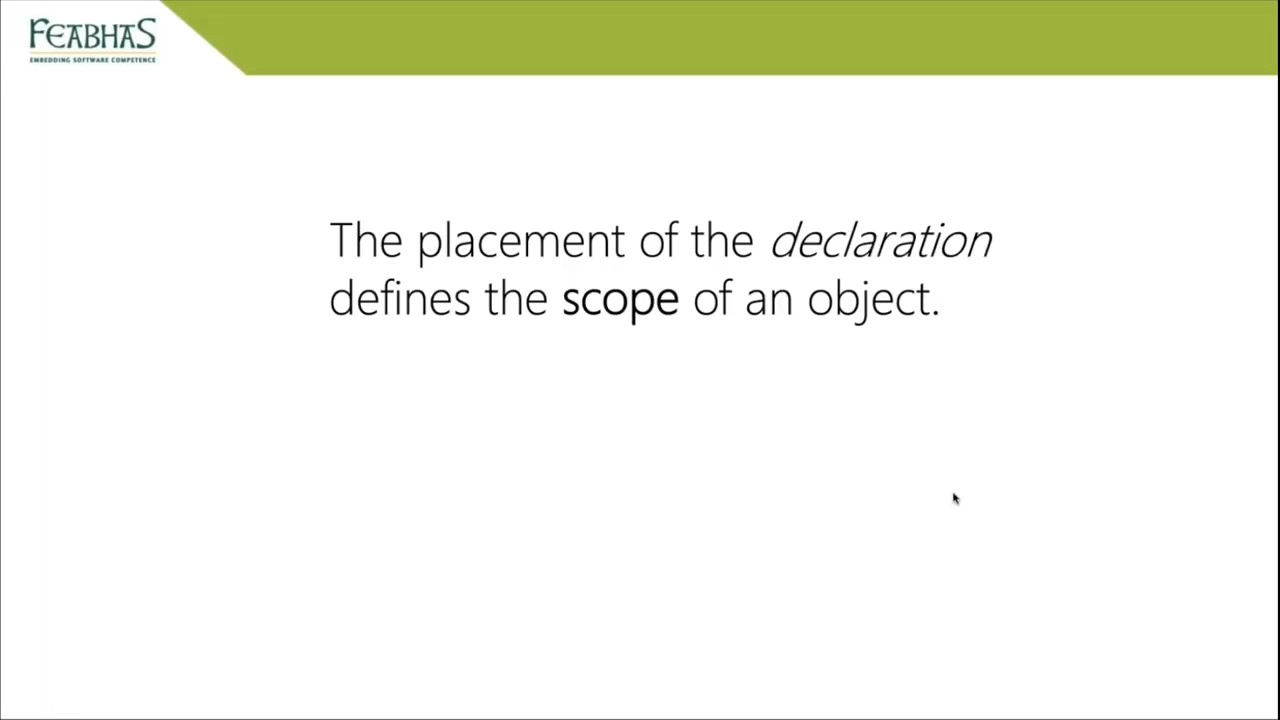 FEABHAS
EMBEDDING SOFTWARE COMPETENCE
The placement of the declaration
defines the scope of an object.